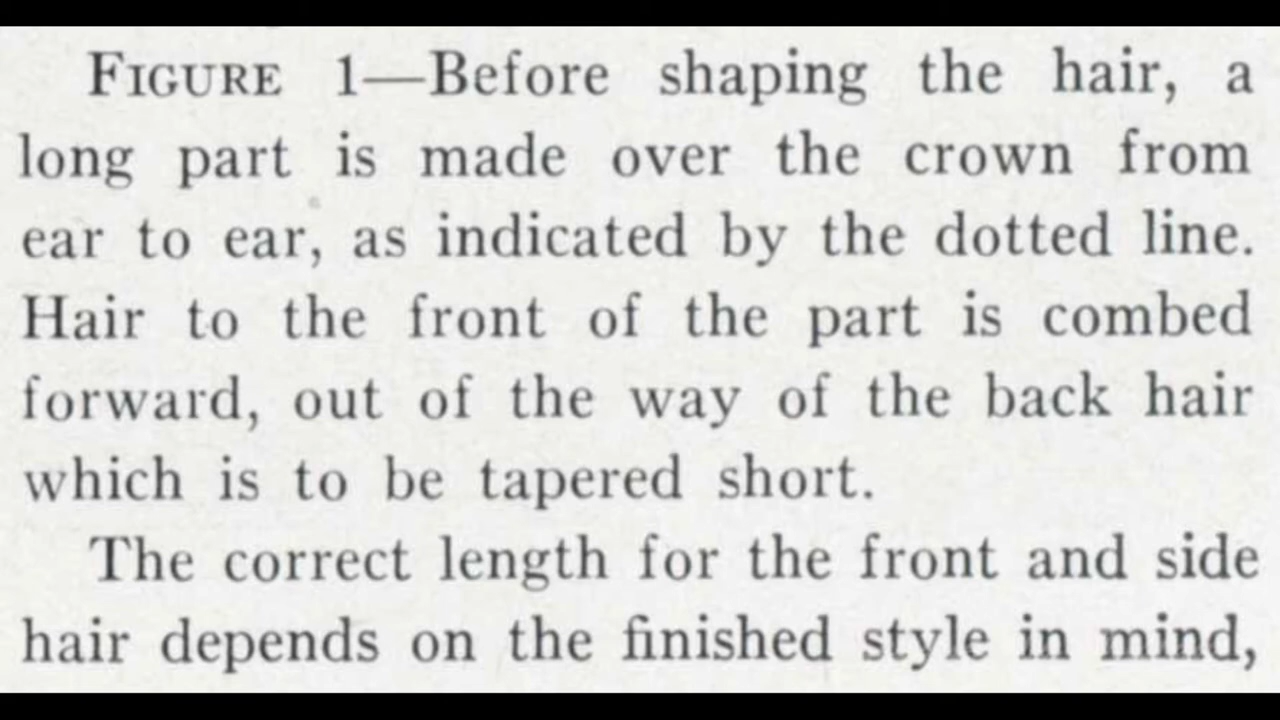 FIGURE 1—Before shaping the hair, a
long part is made over the crown from
ear to ear, as indicated by the dotted line.
Hair to the front of the part is combed
forward, out of the way of the back hair
which is to be tapered short.
The correct length for the front and side
hair depends on the finished style in mind,